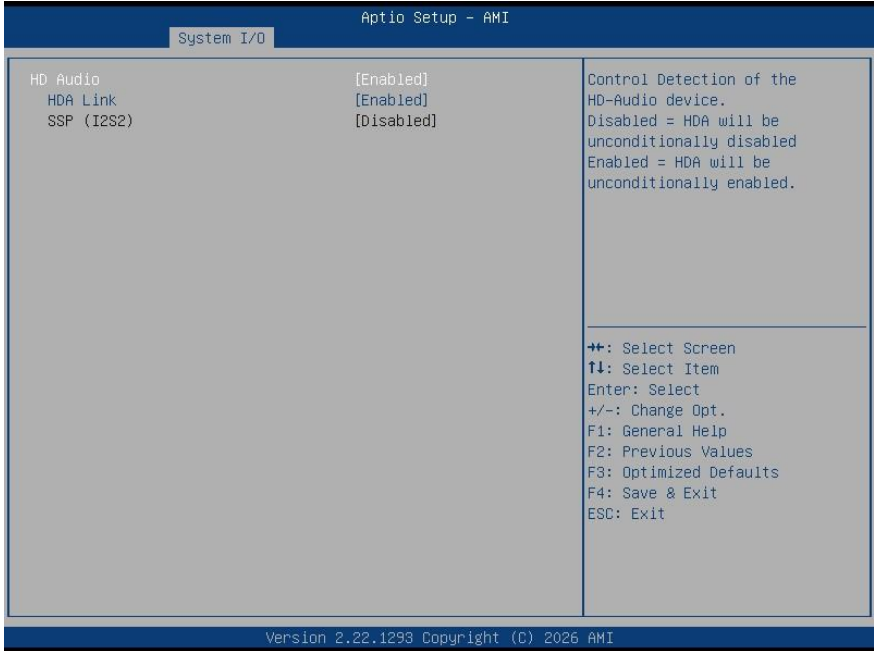 Aptio Setup - AMI
System I/O
HD Audio [Enabled]
HDA Link [Enabled]
SSP (I2S2) [Disabled]
Control Detection of the
HD-Audio device.
Disabled = HDA will be
unconditionally disabled
Enabled = HDA will be
unconditionally enabled.
→←: Select Screen
↑↓: Select Item
Enter: Select
+/-: Change Opt.
F1: General Help
F2: Previous Values
F3: Optimized Defaults
F4: Save & Exit
ESC: Exit
Version 2.22.1293 Copyright (C) 2026 AMI